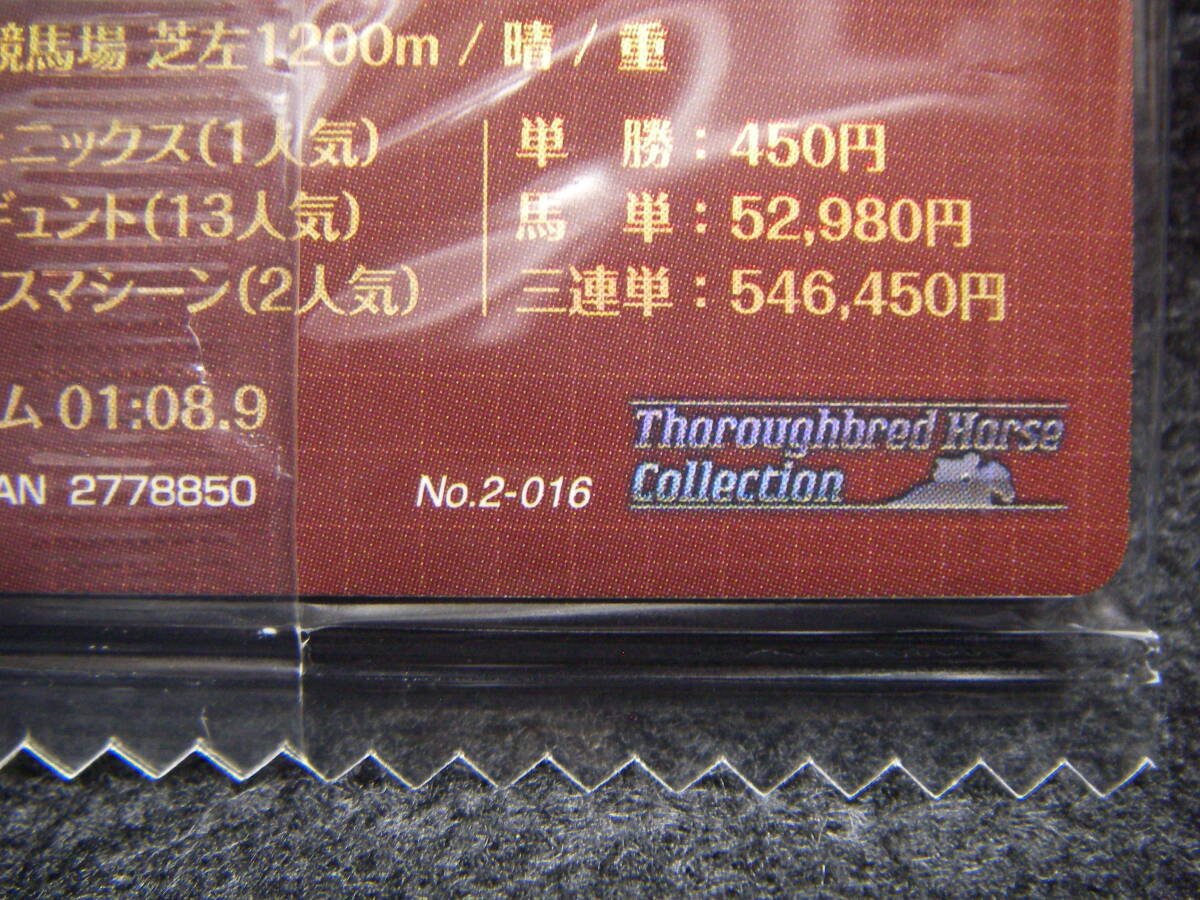 競馬場 芝左1200m / 晴 / 重
ェニックス(1人気)
ギュント(13人気)
スマシーン(2人気)
単 勝：450円
馬 単：52,980円
三連単：546,450円
ム 01:08.9
AN 2778850
No.2-016
Thoroughbred Horse
Collection